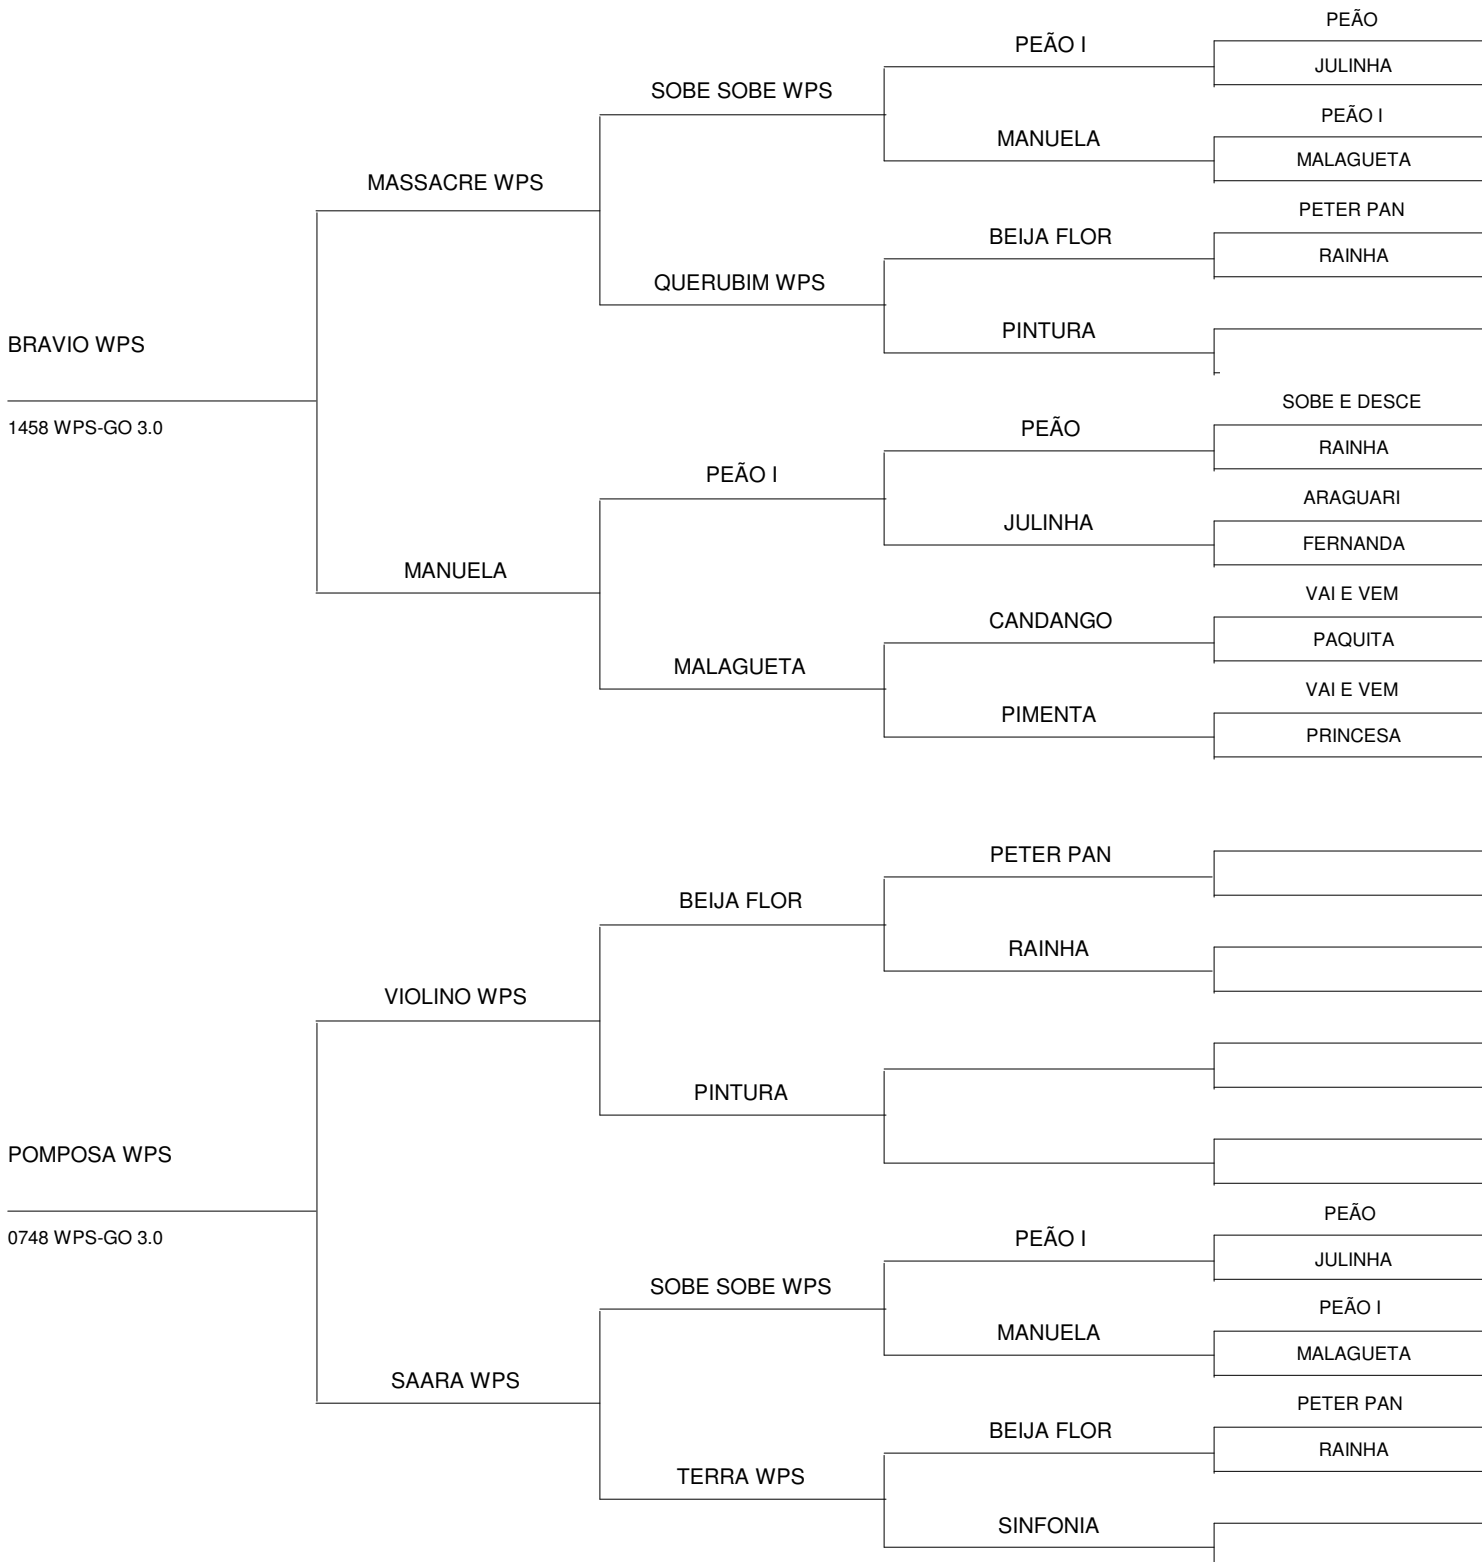 PEÃO
PEÃO I
JULINHA
SOBE SOBE WPS
PEÃO I
MANUELA
MALAGUETA
MASSACRE WPS
PETER PAN
BEIJA FLOR
RAINHA
QUERUBIM WPS
PINTURA
BRAVIO WPS
SOBE E DESCE
1458 WPS-GO 3.0
PEÃO
RAINHA
PEÃO I
ARAGUARI
JULINHA
FERNANDA
MANUELA
VAI E VEM
CANDANGO
PAQUITA
MALAGUETA
VAI E VEM
PIMENTA
PRINCESA
PETER PAN
BEIJA FLOR
RAINHA
VIOLINO WPS
PINTURA
POMPOSA WPS
PEÃO
0748 WPS-GO 3.0
PEÃO I
JULINHA
SOBE SOBE WPS
PEÃO I
MANUELA
MALAGUETA
SAARA WPS
PETER PAN
BEIJA FLOR
RAINHA
TERRA WPS
SINFONIA